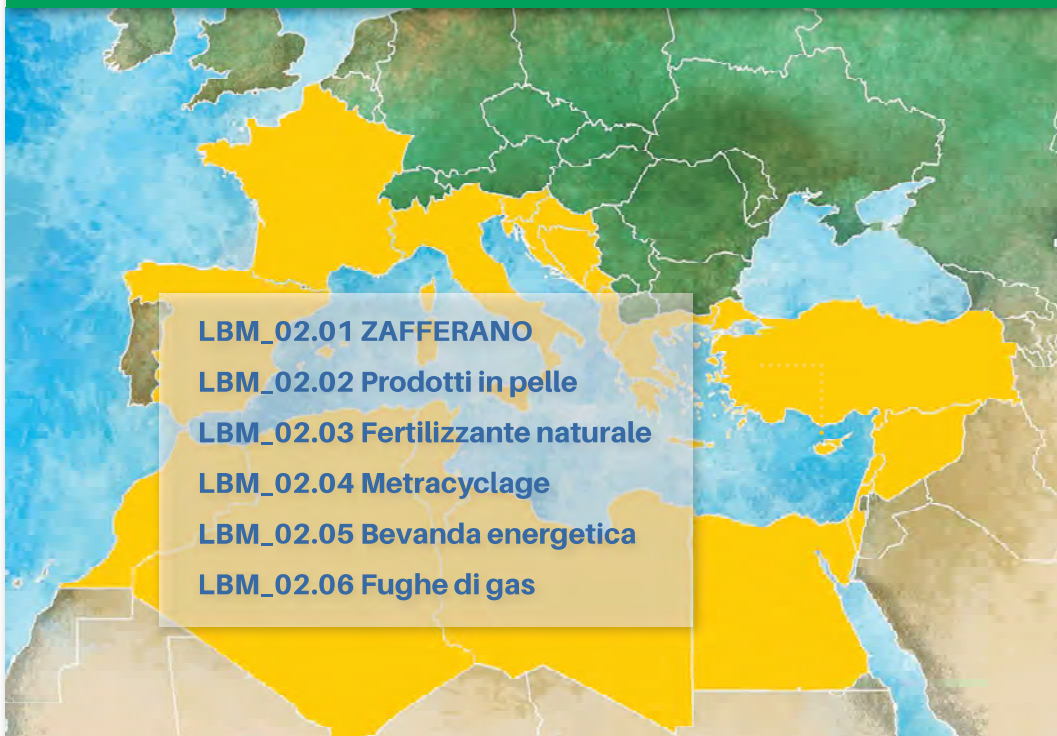 LBM_02.01 ZAFFERANO
LBM_02.02 Prodotti in pelle
LBM_02.03 Fertilizzante naturale
LBM_02.04 Metracyclage
LBM_02.05 Bevanda energetica
LBM_02.06 Fughe di gas